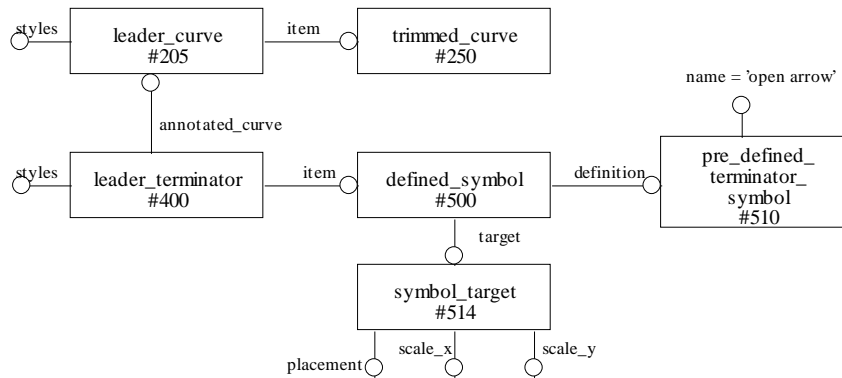 styles
leader_curve
#205
item
trimmed_curve
#250
name = 'open arrow'
annotated_curve
styles
leader_terminator
#400
item
defined_symbol
#500
definition
pre_defined_
terminator_
symbol
#510
target
symbol_target
#514
placement
scale_x
scale_y